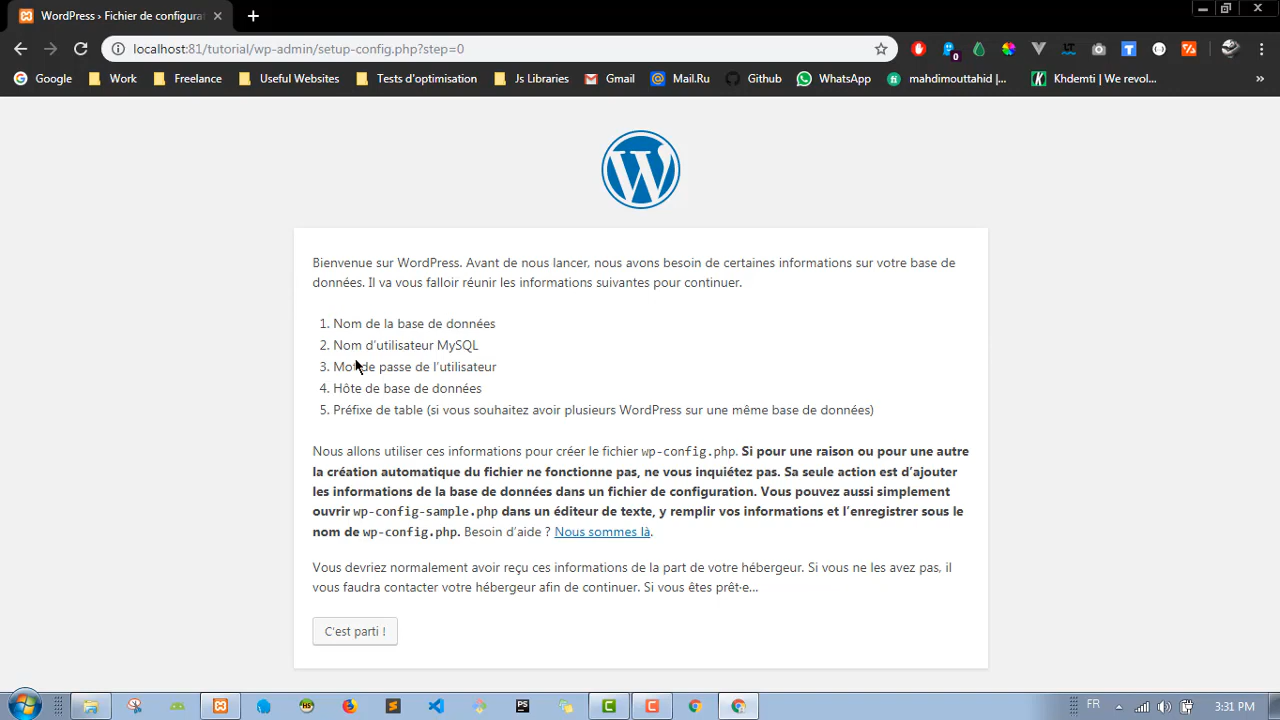 WordPress › Fichier de configura
localhost:81/tutorial/wp-admin/setup-config.php?step=0
0
Google Work Freelance Useful Websites Tests d'optimisation Js Libraries Gmail Mail.Ru Github WhatsApp mahdimouttahid |... Khdemti | We revol... »
Bienvenue sur WordPress. Avant de nous lancer, nous avons besoin de certaines informations sur votre base de
données. Il va vous falloir réunir les informations suivantes pour continuer.
1. Nom de la base de données
2. Nom d'utilisateur MySQL
3. Mot de passe de l'utilisateur
4. Hôte de base de données
5. Préfixe de table (si vous souhaitez avoir plusieurs WordPress sur une même base de données)
Nous allons utiliser ces informations pour créer le fichier wp-config.php. Si pour une raison ou pour une autre
la création automatique du fichier ne fonctionne pas, ne vous inquiétez pas. Sa seule action est d'ajouter
les informations de la base de données dans un fichier de configuration. Vous pouvez aussi simplement
ouvrir wp-config-sample.php dans un éditeur de texte, y remplir vos informations et l'enregistrer sous le
nom de wp-config.php. Besoin d'aide ? Nous sommes là.
Vous devriez normalement avoir reçu ces informations de la part de votre hébergeur. Si vous ne les avez pas, il
vous faudra contacter votre hébergeur afin de continuer. Si vous êtes prêt·e...
C'est parti !
FR 3:31 PM